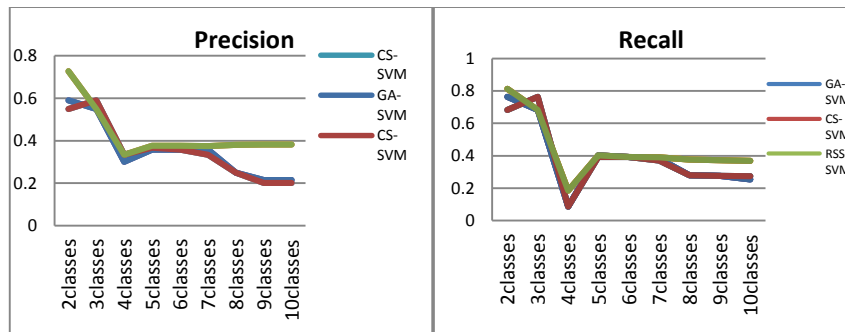 Precision
0.8
0.6
0.4
0.2
0
2classes
3classes
4classes
5classes
6classes
7classes
8classes
9classes
10classes
CS-
SVM
GA-
SVM
CS-
SVM
Recall
1
0.8
0.6
0.4
0.2
0
2classes
3classes
4classes
5classes
6classes
7classes
8classes
9classes
10classes
GA-
SVM
CS-
SVM
RSS
SVM